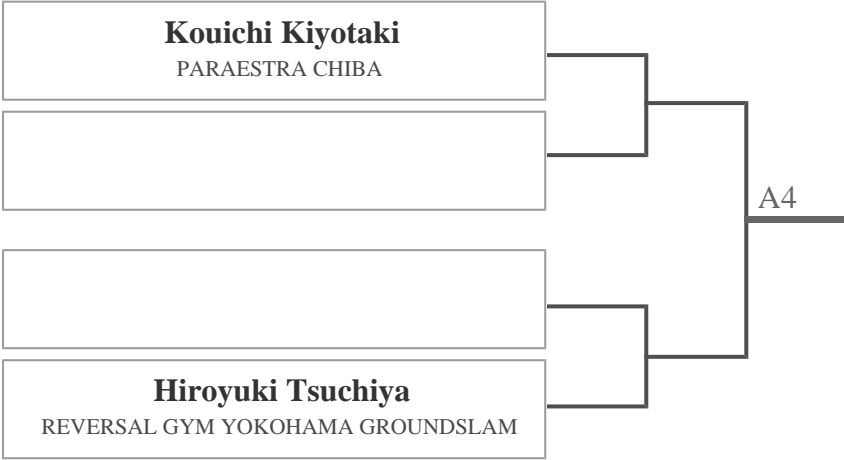 Kouichi Kiyotaki
PARAESTRA CHIBA
A4
Hiroyuki Tsuchiya
REVERSAL GYM YOKOHAMA GROUNDSLAM